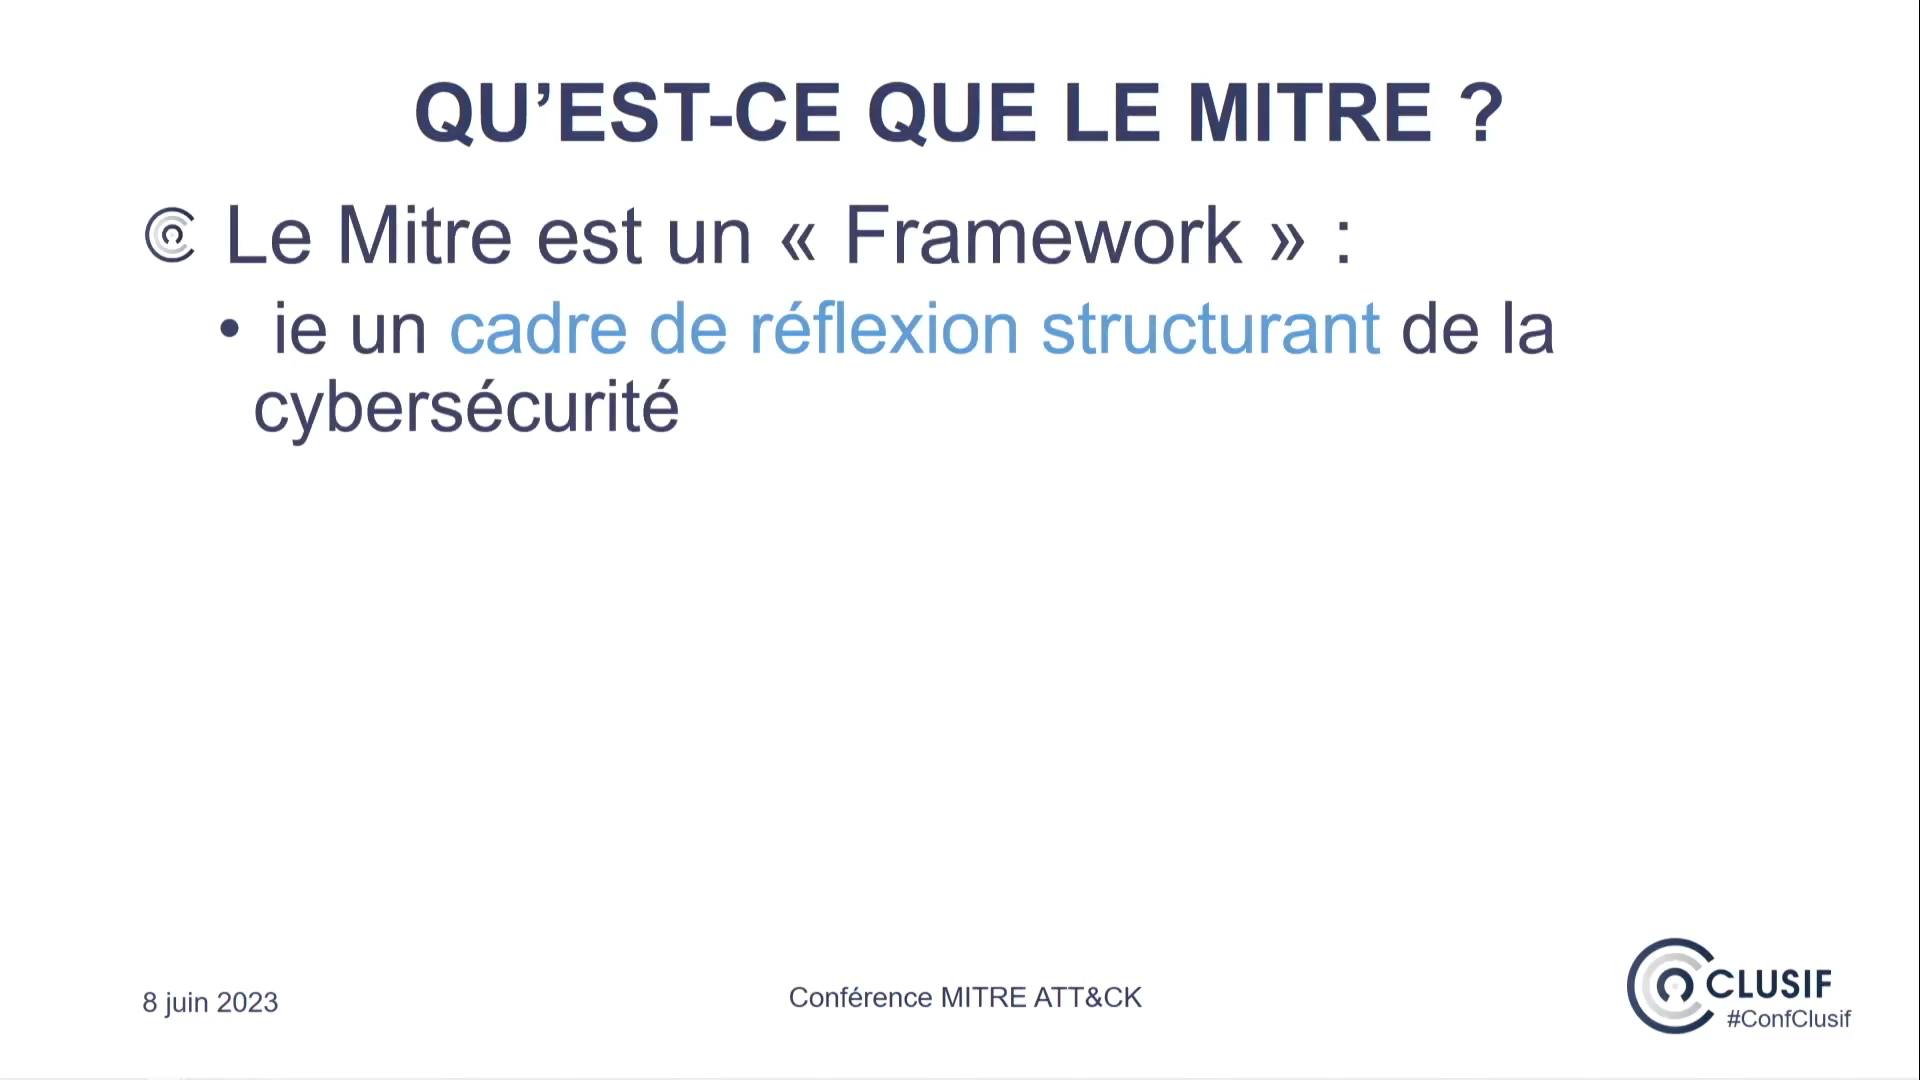 QU’EST-CE QUE LE MITRE ?
Le Mitre est un « Framework » :
• ie un cadre de réflexion structurant de la
cybersécurité
8 juin 2023
Conférence MITRE ATT&CK
CLUSIF
#ConfClusif